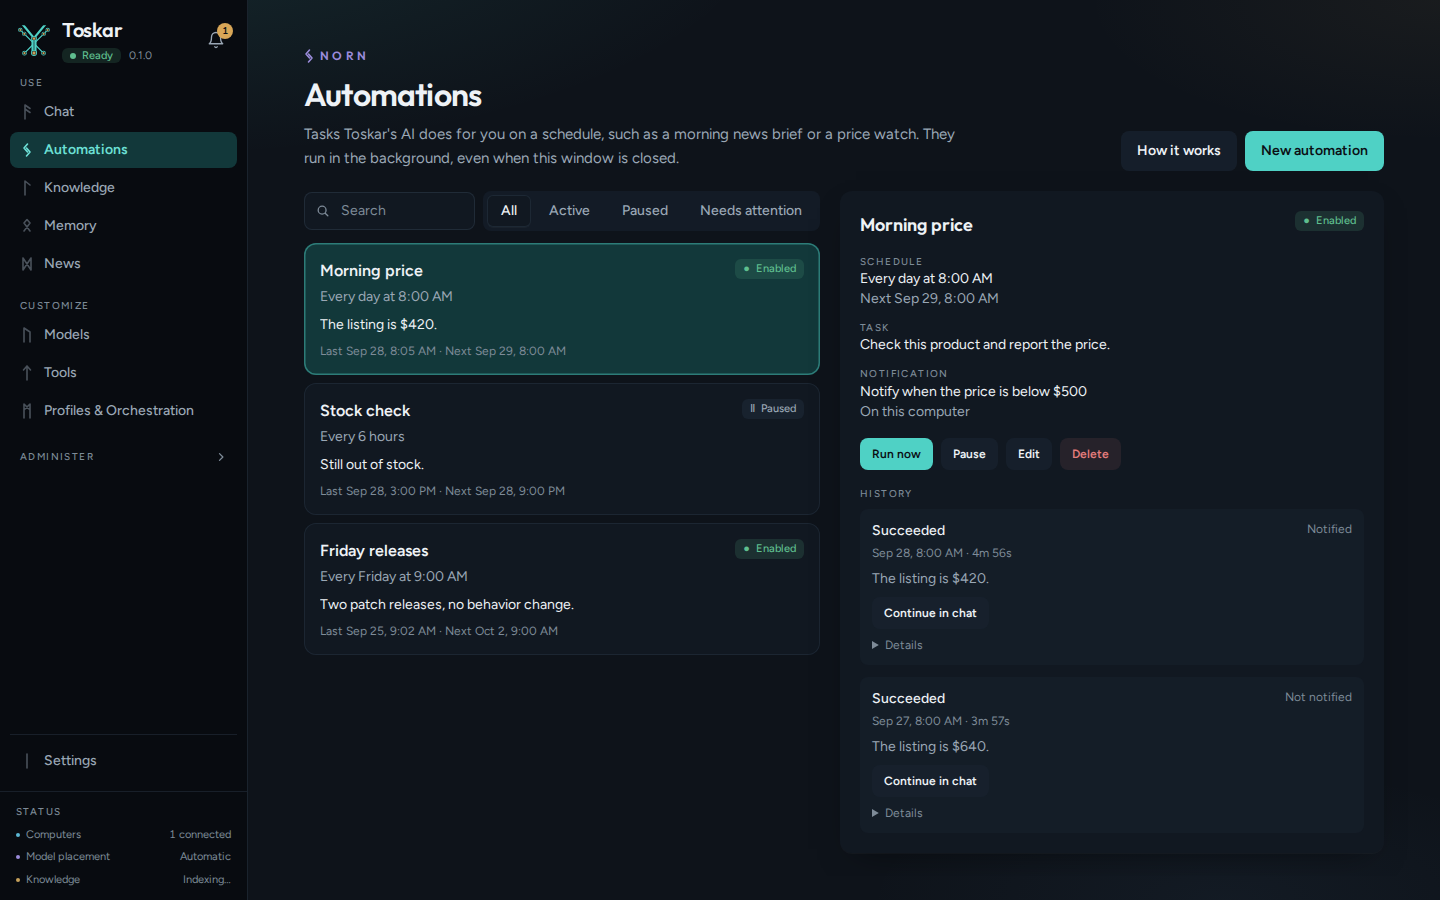 Toskar
1
Ready 0.1.0
USE
Chat
Automations
Knowledge
Memory
News
CUSTOMIZE
Models
Tools
Profiles & Orchestration
ADMINISTER
Settings
STATUS
Computers 1 connected
Model placement Automatic
Knowledge Indexing…
NORN
Automations
Tasks Toskar's AI does for you on a schedule, such as a morning news brief or a price watch. They
run in the background, even when this window is closed.
How it works New automation
Search All Active Paused Needs attention
Morning price Enabled
Every day at 8:00 AM
The listing is $420.
Last Sep 28, 8:05 AM · Next Sep 29, 8:00 AM
Stock check Paused
Every 6 hours
Still out of stock.
Last Sep 28, 3:00 PM · Next Sep 28, 9:00 PM
Friday releases Enabled
Every Friday at 9:00 AM
Two patch releases, no behavior change.
Last Sep 25, 9:02 AM · Next Oct 2, 9:00 AM
Morning price Enabled
SCHEDULE
Every day at 8:00 AM
Next Sep 29, 8:00 AM
TASK
Check this product and report the price.
NOTIFICATION
Notify when the price is below $500
On this computer
Run now Pause Edit Delete
HISTORY
Succeeded Notified
Sep 28, 8:00 AM · 4m 56s
The listing is $420.
Continue in chat
Details
Succeeded Not notified
Sep 27, 8:00 AM · 3m 57s
The listing is $640.
Continue in chat
Details